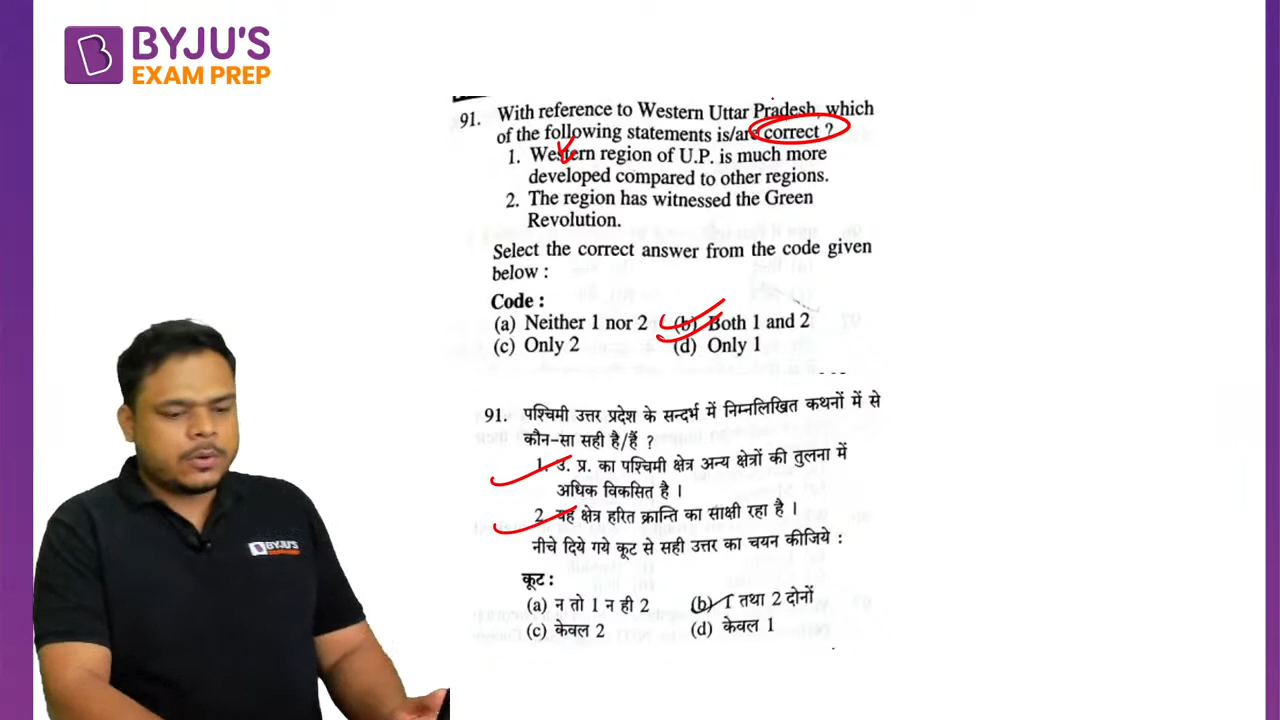 BYJU'S
EXAM PREP
91. With reference to Western Uttar Pradesh, which
of the following statements is/are correct ?
1. Western region of U.P. is much more
developed compared to other regions.
2. The region has witnessed the Green
Revolution.
Select the correct answer from the code given
below :
Code :
(a) Neither 1 nor 2 (b) Both 1 and 2
(c) Only 2 (d) Only 1
91. पश्चिमी उत्तर प्रदेश के सन्दर्भ में निम्नलिखित कथनों में से
कौन-सा सही है/हैं ?
1. उ. प्र. का पश्चिमी क्षेत्र अन्य क्षेत्रों की तुलना में
अधिक विकसित है ।
2. यह क्षेत्र हरित क्रान्ति का साक्षी रहा है ।
नीचे दिये गये कूट से सही उत्तर का चयन कीजिये :
कूट :
(a) न तो 1 न ही 2 (b) 1 तथा 2 दोनों
(c) केवल 2 (d) केवल 1
BYJU'S